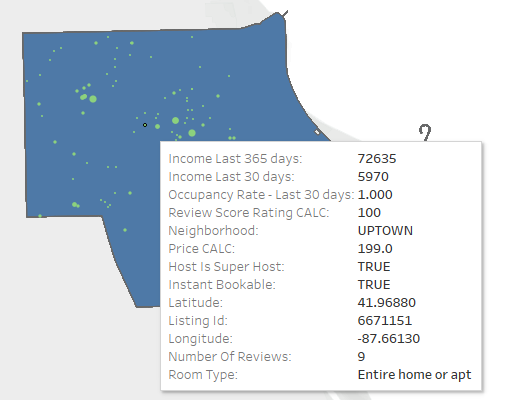 Income Last 365 days: 72635
Income Last 30 days: 5970
Occupancy Rate - Last 30 days: 1.000
Review Score Rating CALC: 100
Neighborhood: UPTOWN
Price CALC: 199.0
Host Is Super Host: TRUE
Instant Bookable: TRUE
Latitude: 41.96880
Listing Id: 6671151
Longitude: -87.66130
Number Of Reviews: 9
Room Type: Entire home or apt